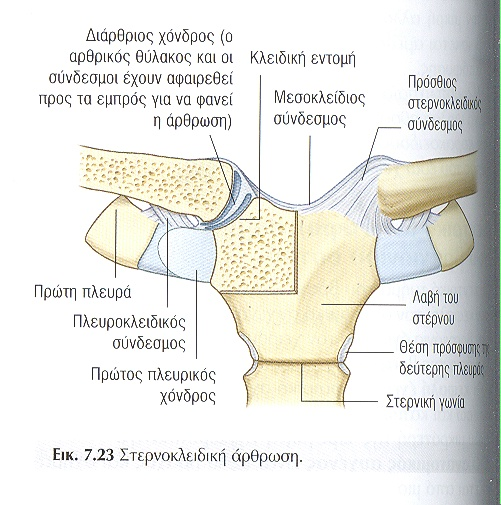 Διάρθριος χόνδρος (ο
αρθρικός θύλακος και οι
σύνδεσμοι έχουν αφαιρεθεί
προς τα εμπρός για να φανεί
η άρθρωση)
Κλειδική εντομή
Μεσοκλείδιος
σύνδεσμος
Πρόσθιος
στερνοκλειδικός
σύνδεσμος
Πρώτη πλευρά
Πλευροκλειδικός
σύνδεσμος
Πρώτος πλευρικός
χόνδρος
Λαβή του
στέρνου
Θέση πρόσφυσης της
δεύτερης πλευράς
Στερνική γωνία
Εικ. 7.23 Στερνοκλειδική άρθρωση.